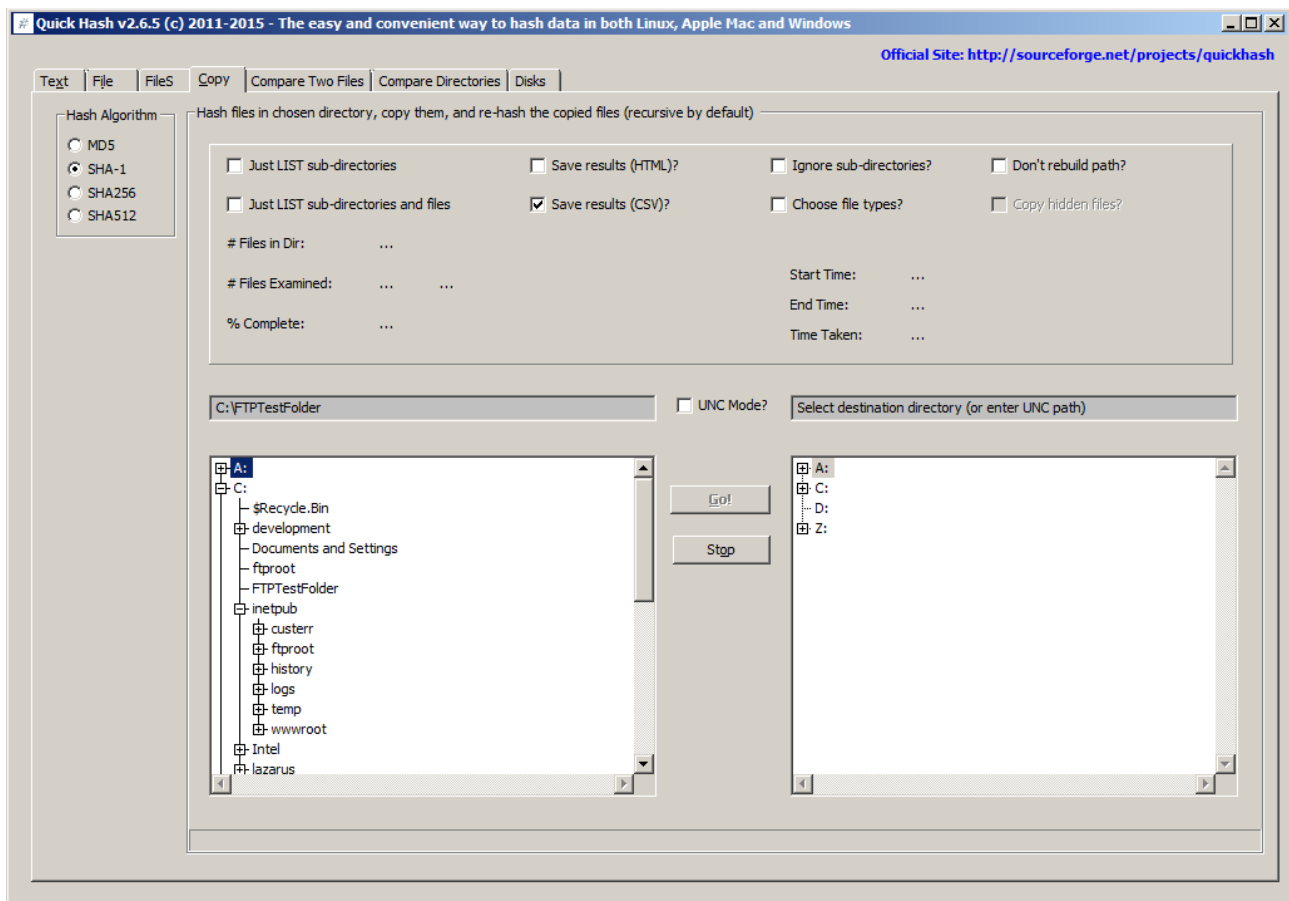 # Quick Hash v2.6.5 (c) 2011-2015 - The easy and convenient way to hash data in both Linux, Apple Mac and Windows
Official Site: http://sourceforge.net/projects/quickhash
Text File FileS Copy Compare Two Files Compare Directories Disks
Hash Algorithm
MD5
SHA-1
SHA256
SHA512
Hash files in chosen directory, copy them, and re-hash the copied files (recursive by default)
Just LIST sub-directories Save results (HTML)? Ignore sub-directories? Don't rebuild path?
Just LIST sub-directories and files Save results (CSV)? Choose file types? Copy hidden files?
# Files in Dir: ...
# Files Examined: ... ...
% Complete: ...
Start Time: ...
End Time: ...
Time Taken: ...
C:\FTPTestFolder UNC Mode? Select destination directory (or enter UNC path)
A:
C:
$Recycle.Bin
development
Documents and Settings
ftproot
FTPTestFolder
inetpub
custerr
ftproot
history
logs
temp
wwwroot
Intel
lazarus
Go!
Stop
A:
C:
D:
Z: